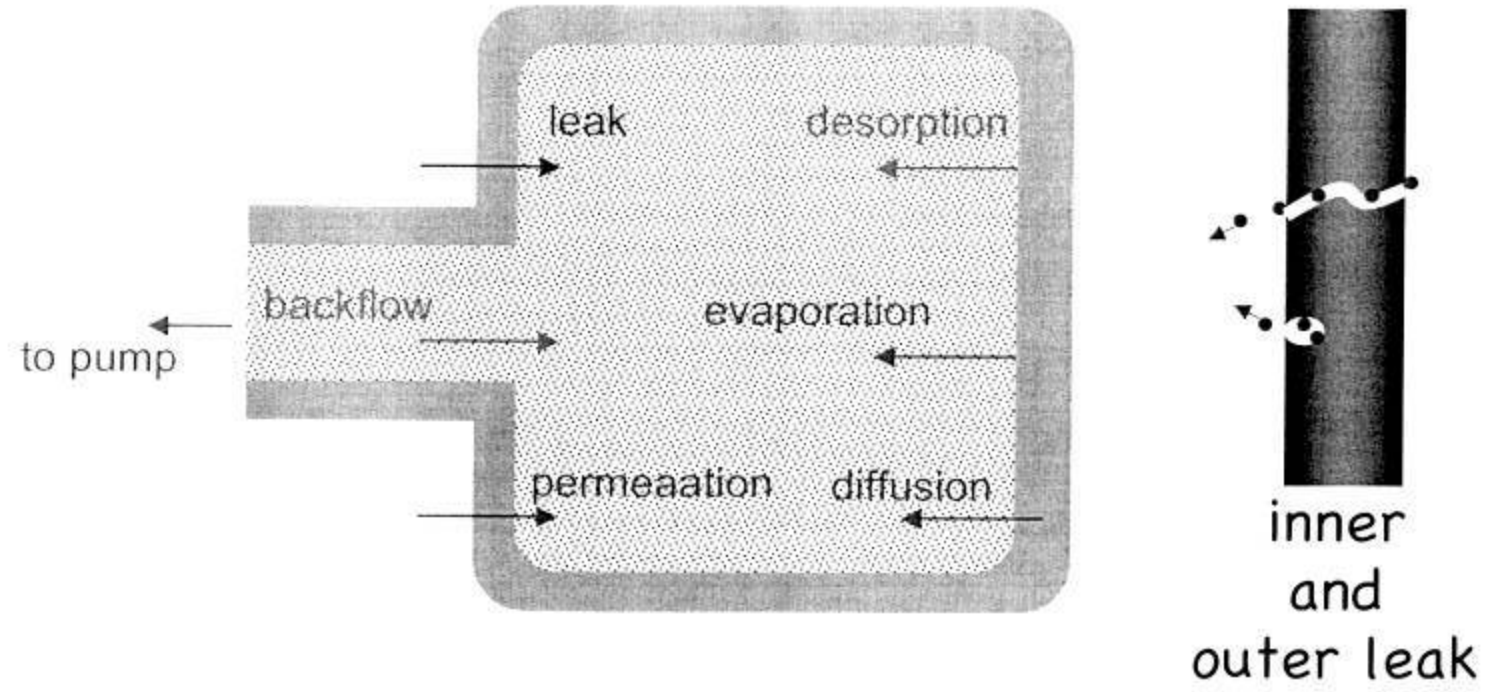 leak
desorption
backflow
evaporation
to pump
permeaation
diffusion
inner
and
outer leak